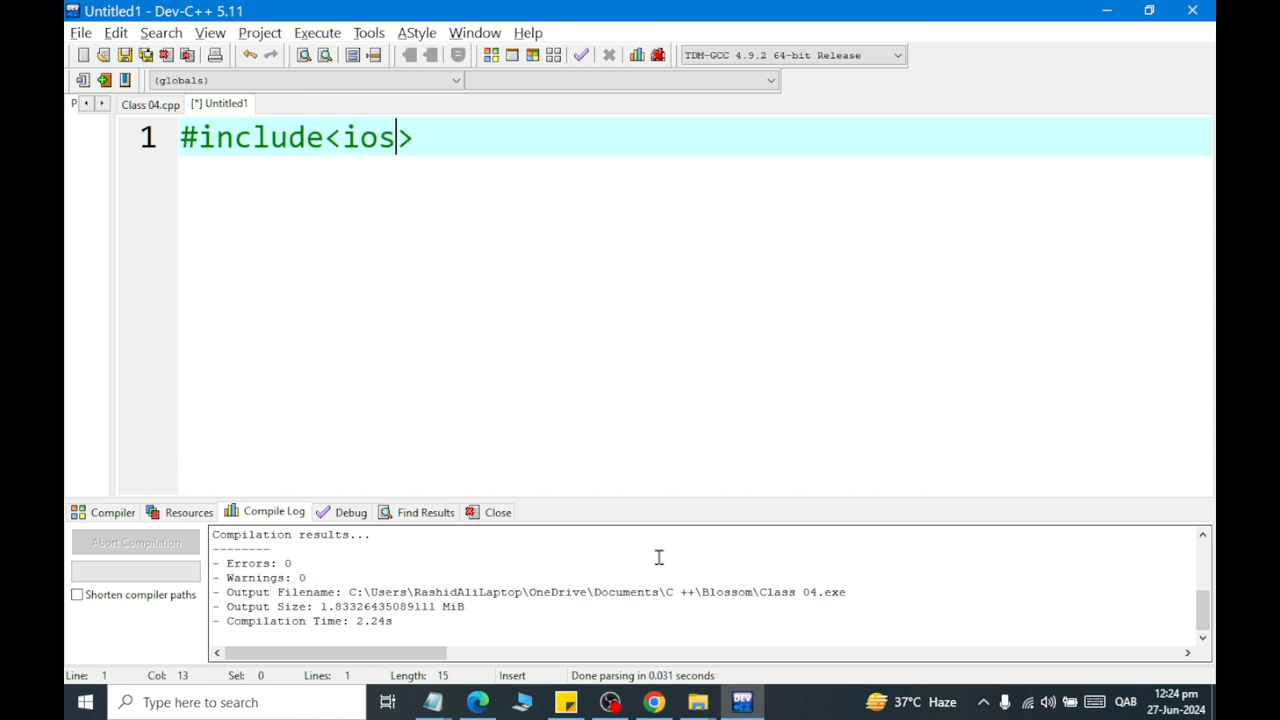 Untitled1 - Dev-C++ 5.11
File Edit Search View Project Execute Tools AStyle Window Help
TDM-GCC 4.9.2 64-bit Release
(globals)
P Class 04.cpp [*] Untitled1
1 #include<ios>
Compiler Resources Compile Log Debug Find Results Close
Abort Compilation
Shorten compiler paths
Compilation results...
--------
- Errors: 0
- Warnings: 0
- Output Filename: C:\Users\RashidAliLaptop\OneDrive\Documents\C ++\Blossom\Class 04.exe
- Output Size: 1.83326435089111 MiB
- Compilation Time: 2.24s
Line: 1 Col: 13 Sel: 0 Lines: 1 Length: 15 Insert Done parsing in 0.031 seconds
Type here to search
DEV
37°C Haze
QAB
12:24 pm
27-Jun-2024